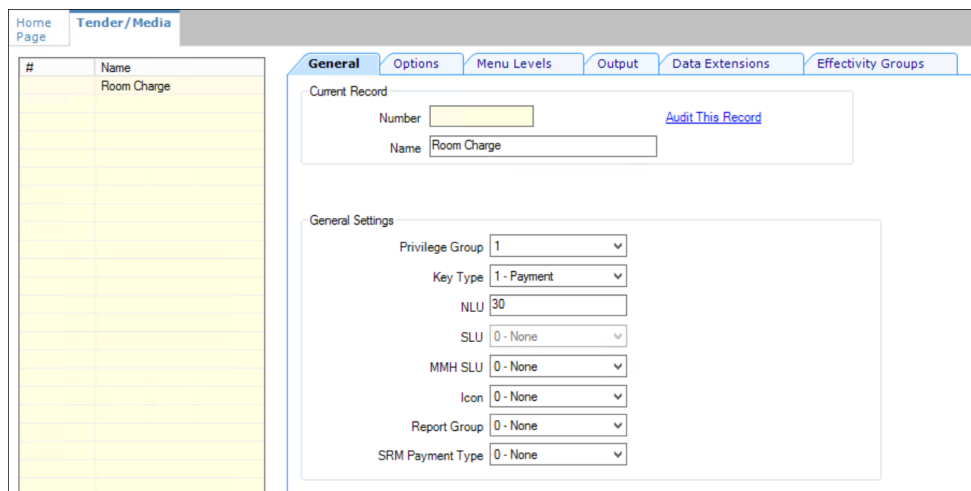 Home Page
Tender/Media
# Name
Room Charge
General Options Menu Levels Output Data Extensions Effectivity Groups
Current Record
Number
Audit This Record
Name Room Charge
General Settings
Privilege Group 1
Key Type 1 - Payment
NLU 30
SLU 0 - None
MMH SLU 0 - None
Icon 0 - None
Report Group 0 - None
SRM Payment Type 0 - None